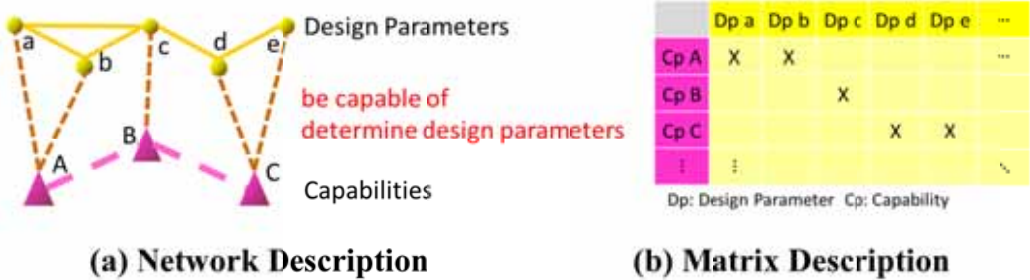 Design Parameters
a
b
c
d
e
be capable of
determine design parameters
A
B
C
Capabilities
(a) Network Description
Dp a Dp b Dp c Dp d Dp e ...
Cp A X X ...
Cp B X
Cp C X X
⋮ ⋮ ⋱
Dp: Design Parameter Cp: Capability
(b) Matrix Description